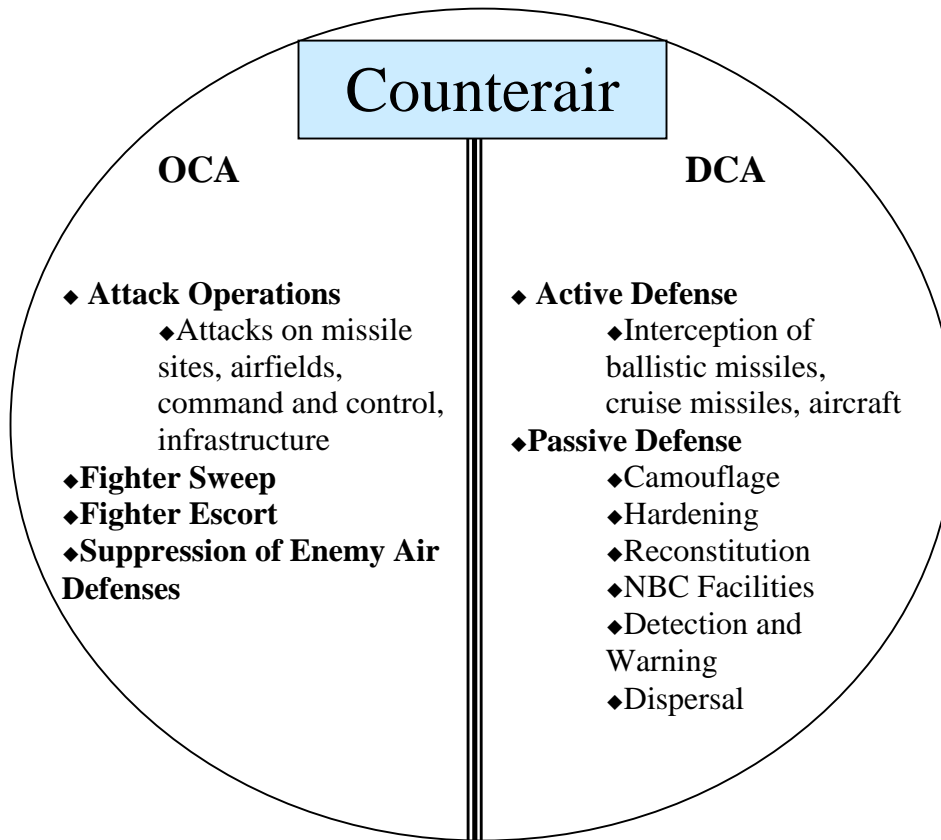 Counterair
OCA
◆ Attack Operations
◆Attacks on missile
sites, airfields,
command and control,
infrastructure
◆Fighter Sweep
◆Fighter Escort
◆Suppression of Enemy Air
Defenses
DCA
◆ Active Defense
◆Interception of
ballistic missiles,
cruise missiles, aircraft
◆Passive Defense
◆Camouflage
◆Hardening
◆Reconstitution
◆NBC Facilities
◆Detection and
Warning
◆Dispersal